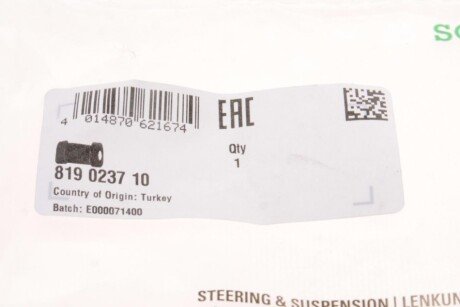 EAC
4 014870 621674
Qty
1
819 0237 10
Country of Origin: Turkey
Batch: E000071400
STEERING & SUSPENSION | LENKUN